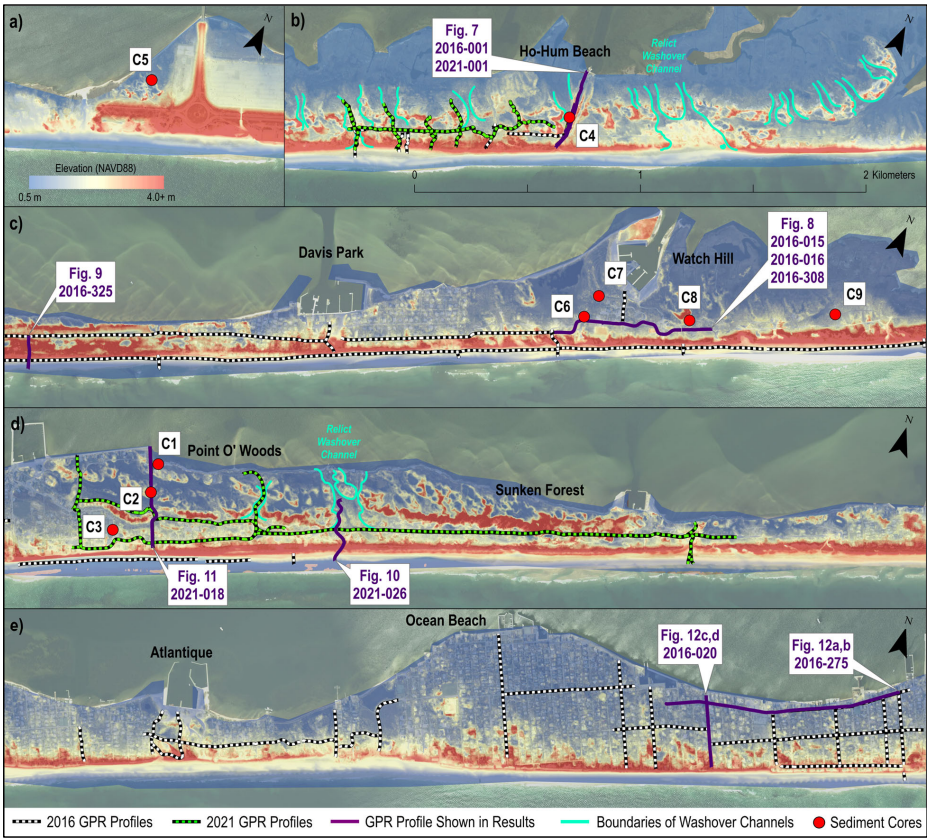 a)
N
C5
Elevation (NAVD88)
0.5 m
4.0+ m
b)
N
Fig. 7
2016-001
2021-001
Ho-Hum Beach
Relict
Washover
Channel
C4
0
1
2 Kilometers
c)
N
Davis Park
Fig. 9
2016-325
C7
C6
Watch Hill
C8
Fig. 8
2016-015
2016-016
2016-308
C9
d)
N
C1
Point O' Woods
C2
C3
Relict
Washover
Channel
Sunken Forest
Fig. 11
2021-018
Fig. 10
2021-026
e)
N
Ocean Beach
Atlantique
Fig. 12c,d
2016-020
Fig. 12a,b
2016-275
2016 GPR Profiles
2021 GPR Profiles
GPR Profile Shown in Results
Boundaries of Washover Channels
Sediment Cores